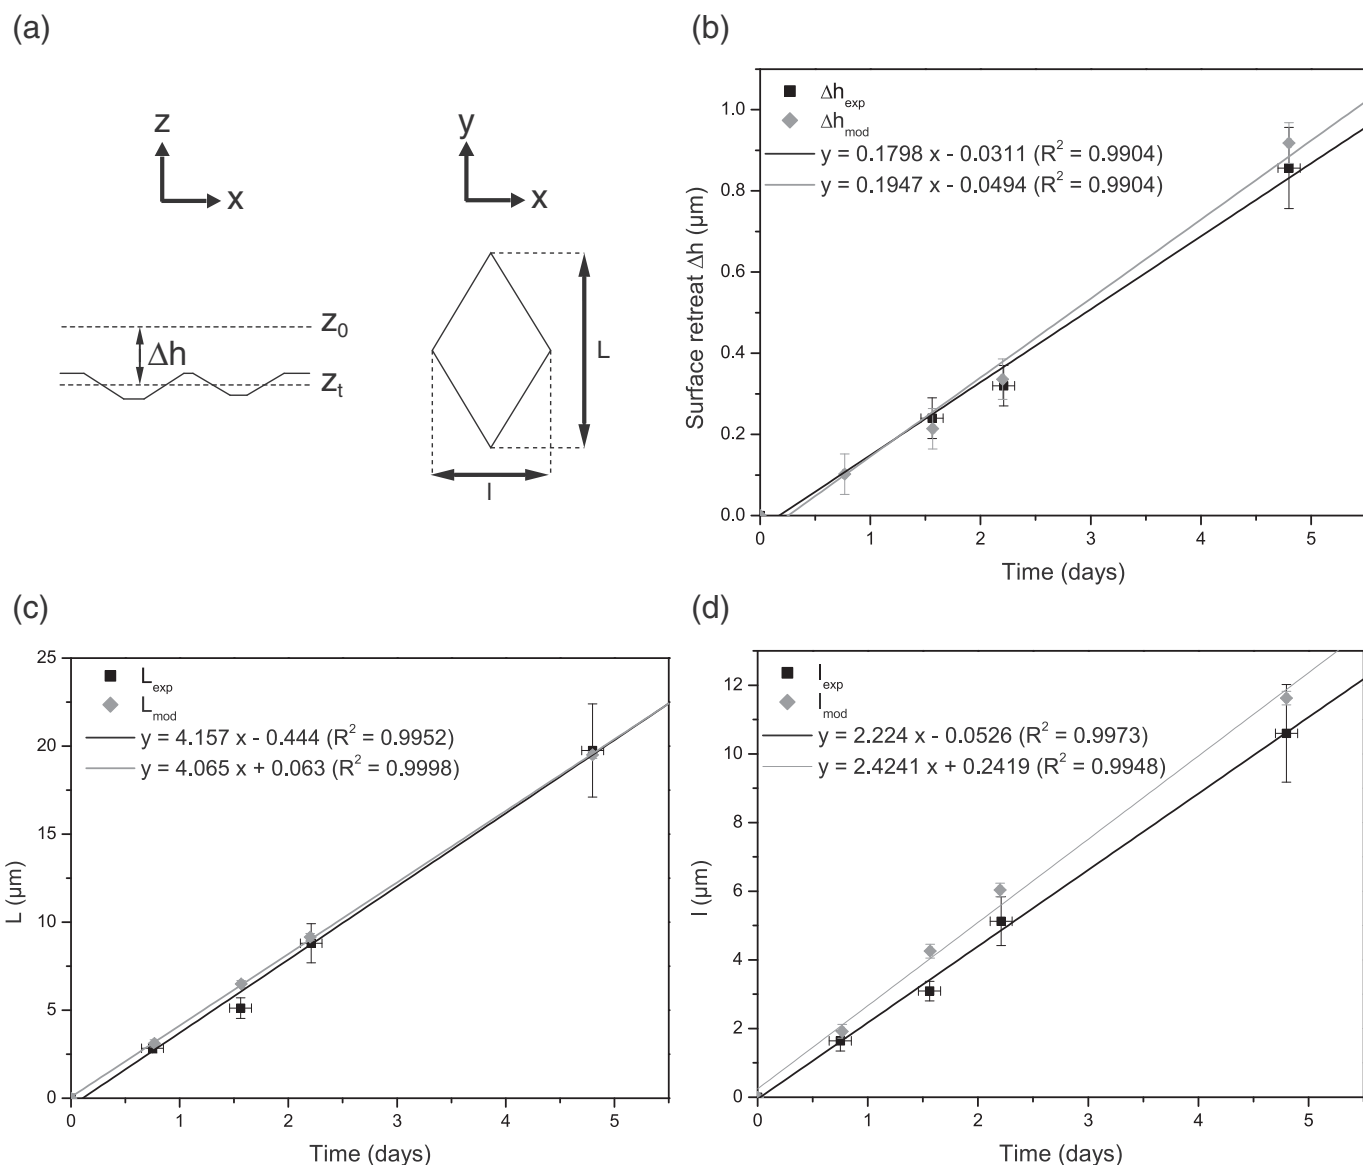 (a)
z
x
y
x
z0
Δh
zt
L
l
(b)
Δhexp
Δhmod
y = 0.1798 x - 0.0311 (R2 = 0.9904)
y = 0.1947 x - 0.0494 (R2 = 0.9904)
Surface retreat Δh (μm)
1.0
0.8
0.6
0.4
0.2
0.0
0 1 2 3 4 5
Time (days)
(c)
Lexp
Lmod
y = 4.157 x - 0.444 (R2 = 0.9952)
y = 4.065 x + 0.063 (R2 = 0.9998)
L (μm)
25
20
15
10
5
0
0 1 2 3 4 5
Time (days)
(d)
lexp
lmod
y = 2.224 x - 0.0526 (R2 = 0.9973)
y = 2.4241 x + 0.2419 (R2 = 0.9948)
l (μm)
12
10
8
6
4
2
0
0 1 2 3 4 5
Time (days)